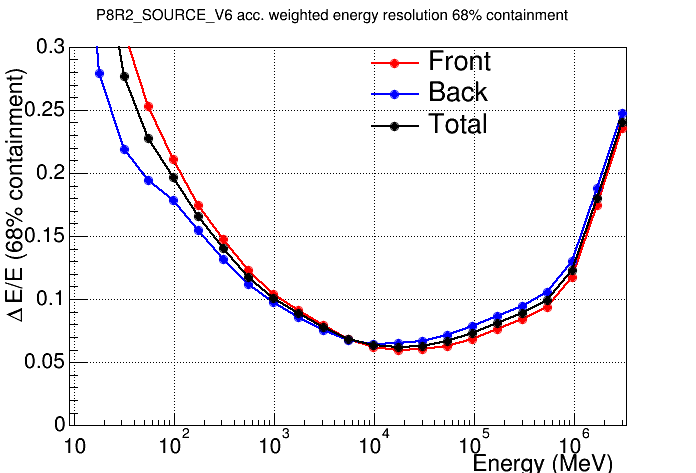 P8R2_SOURCE_V6 acc. weighted energy resolution 68% containment
Δ E/E (68% containment)
0.3
0.25
0.2
0.15
0.1
0.05
0
Front
Back
Total
10 10² 10³ 10⁴ 10⁵ 10⁶
Energy (MeV)